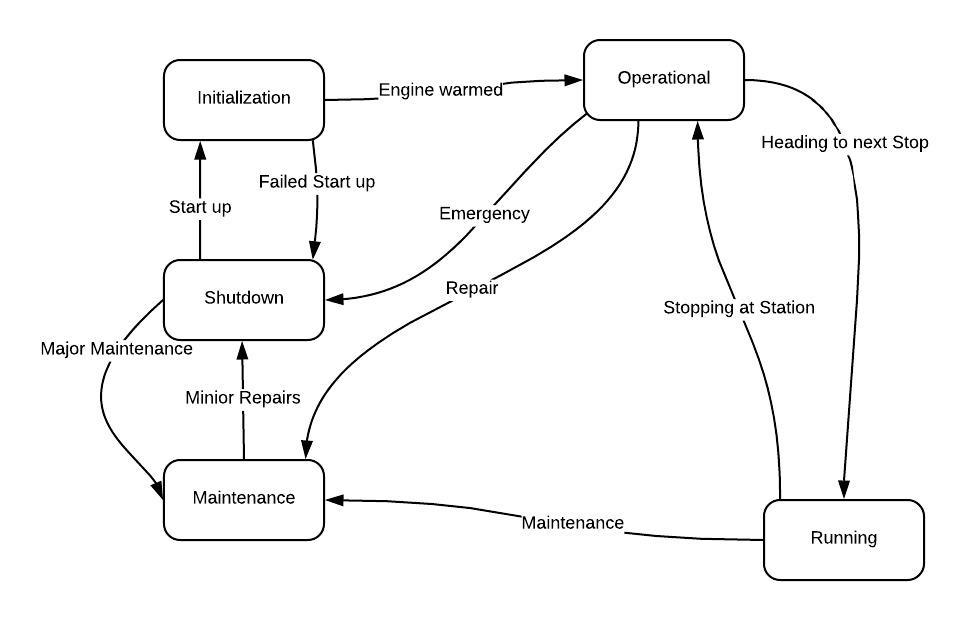 Operational
Initialization
Engine warmed
Heading to next Stop
Failed Start up
Start up
Emergency
Repair
Shutdown
Stopping at Station
Major Maintenance
Minior Repairs
Maintenance
Maintenance
Running